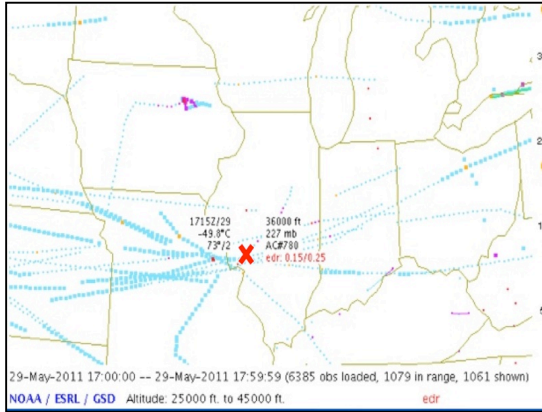 1715Z/29 36000 ft
-49.8°C 227 mb
73°/2 AC#780
edr: 0.15/0.25
29-May-2011 17:00:00 -- 29-May-2011 17:59:59 (6385 obs loaded, 1079 in range, 1061 shown)
NOAA / ESRL / GSD Altitude: 25000 ft. to 45000 ft. edr